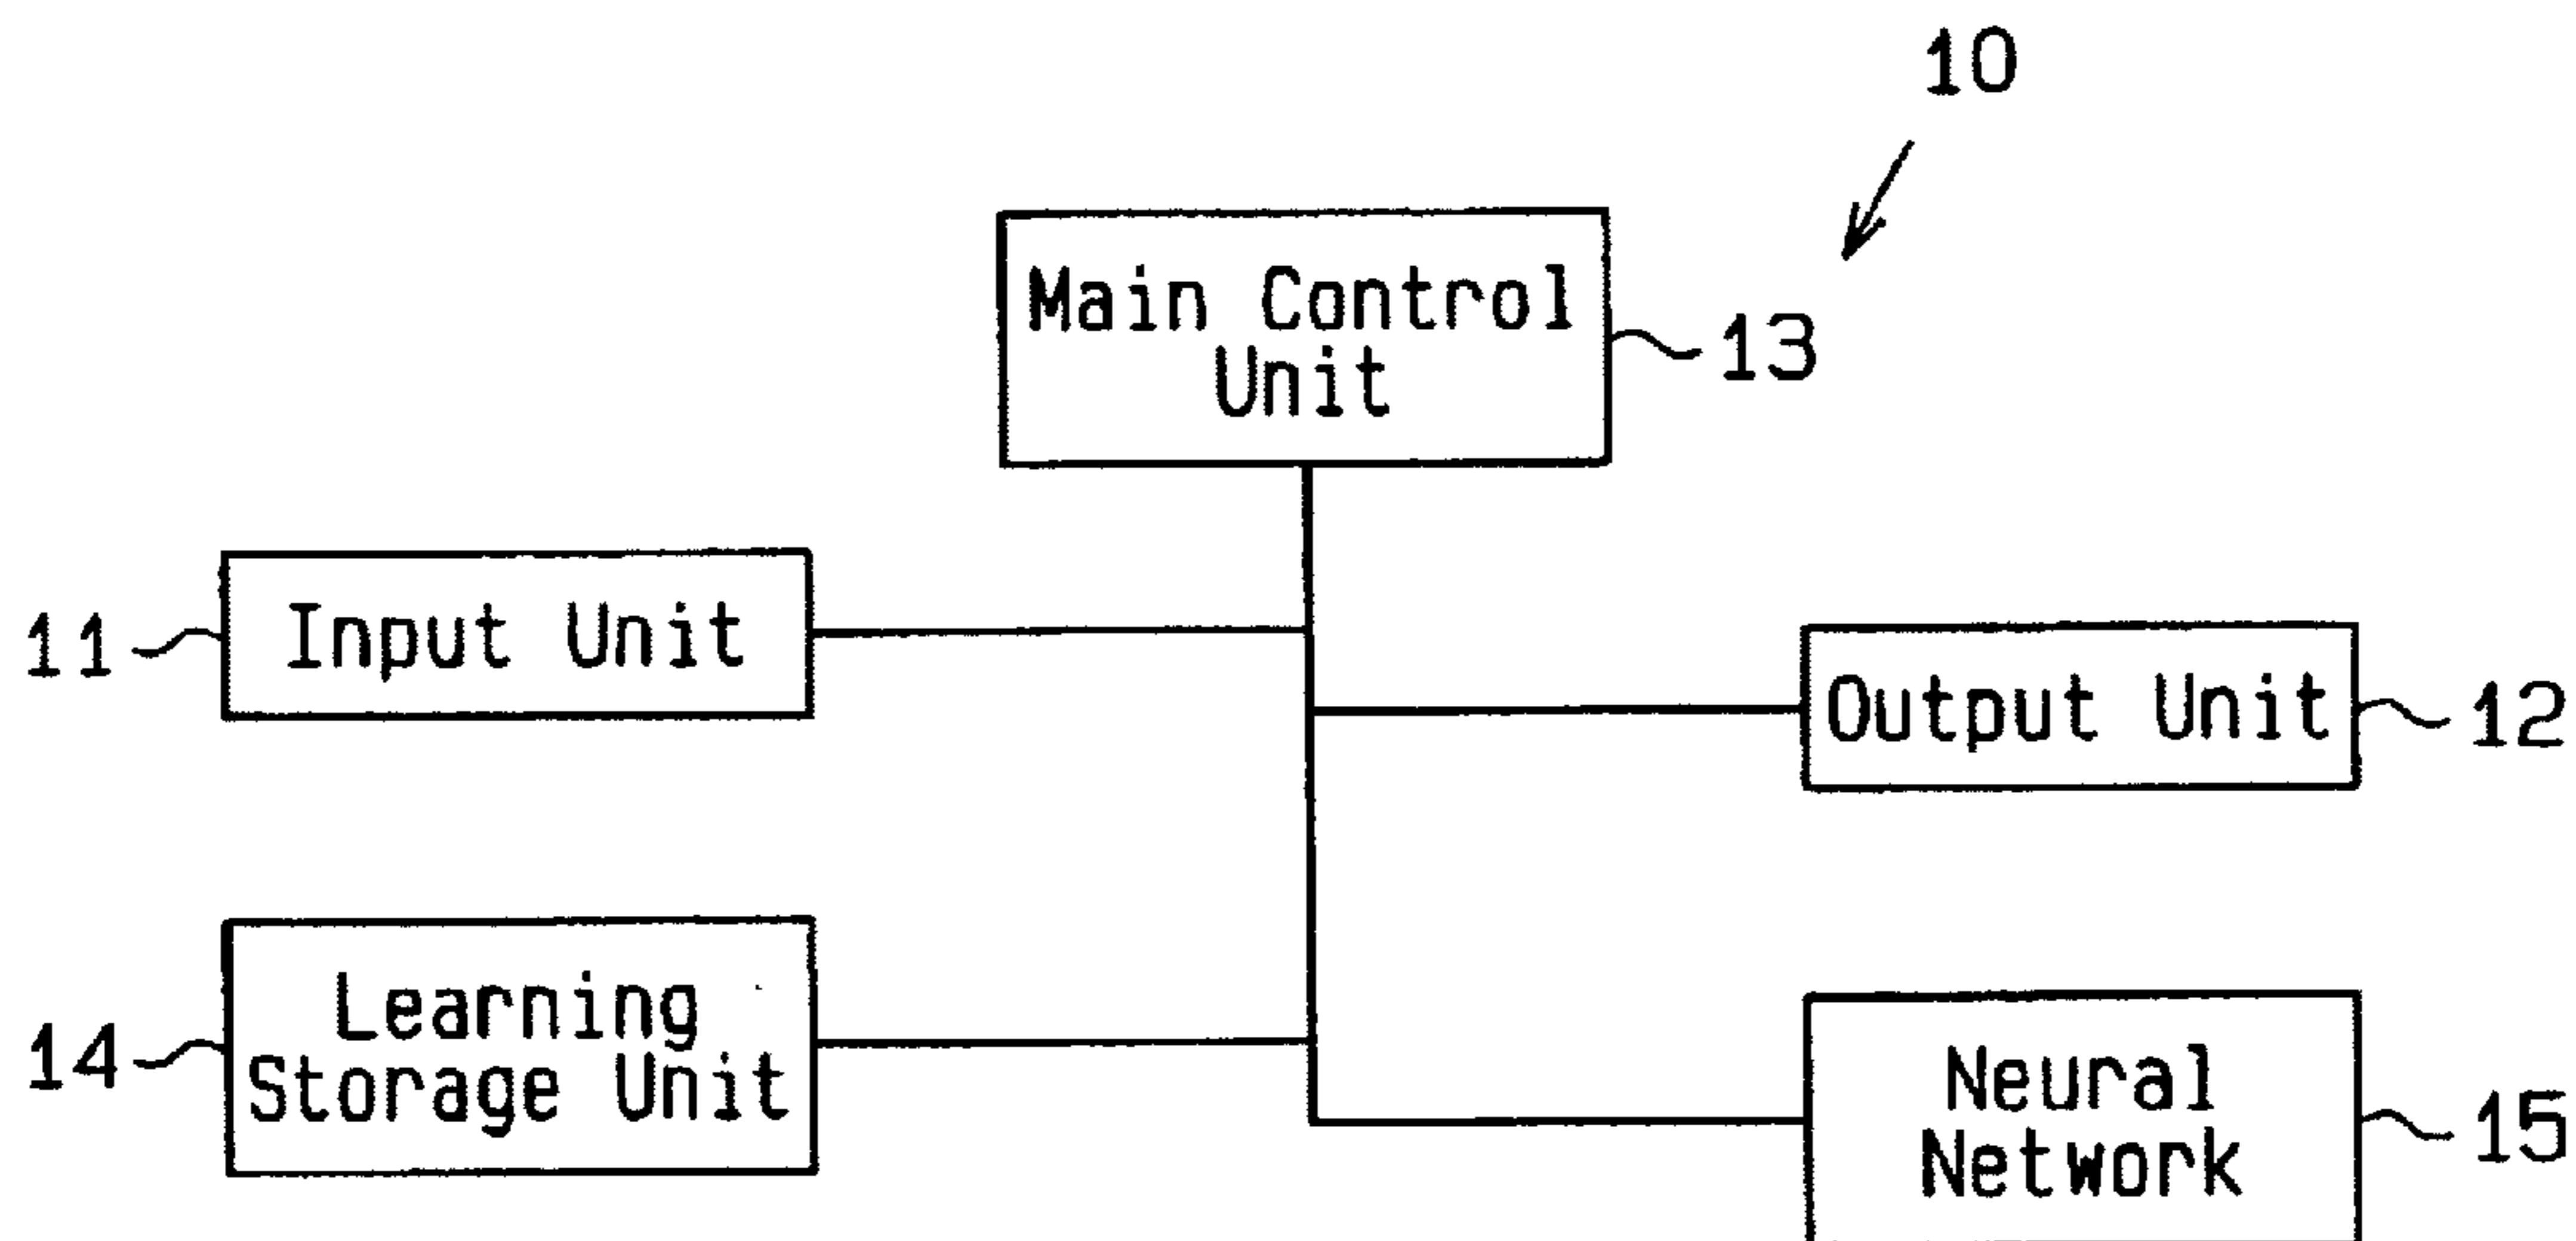 10
Main Control
Unit
13
11
Input Unit
Output Unit
12
14
Learning
Storage Unit
Neural
Network
15